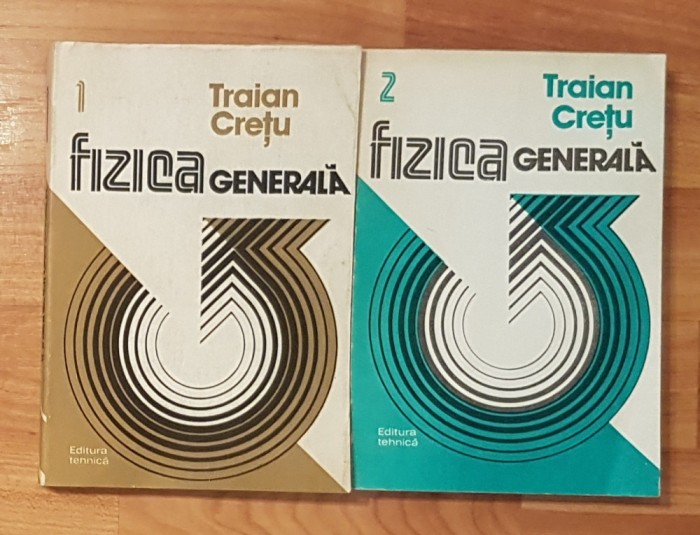 1
Traian
Crețu
fizica GENERALĂ
Editura
tehnică
2
Traian
Crețu
fizica GENERALĂ
Editura
tehnică